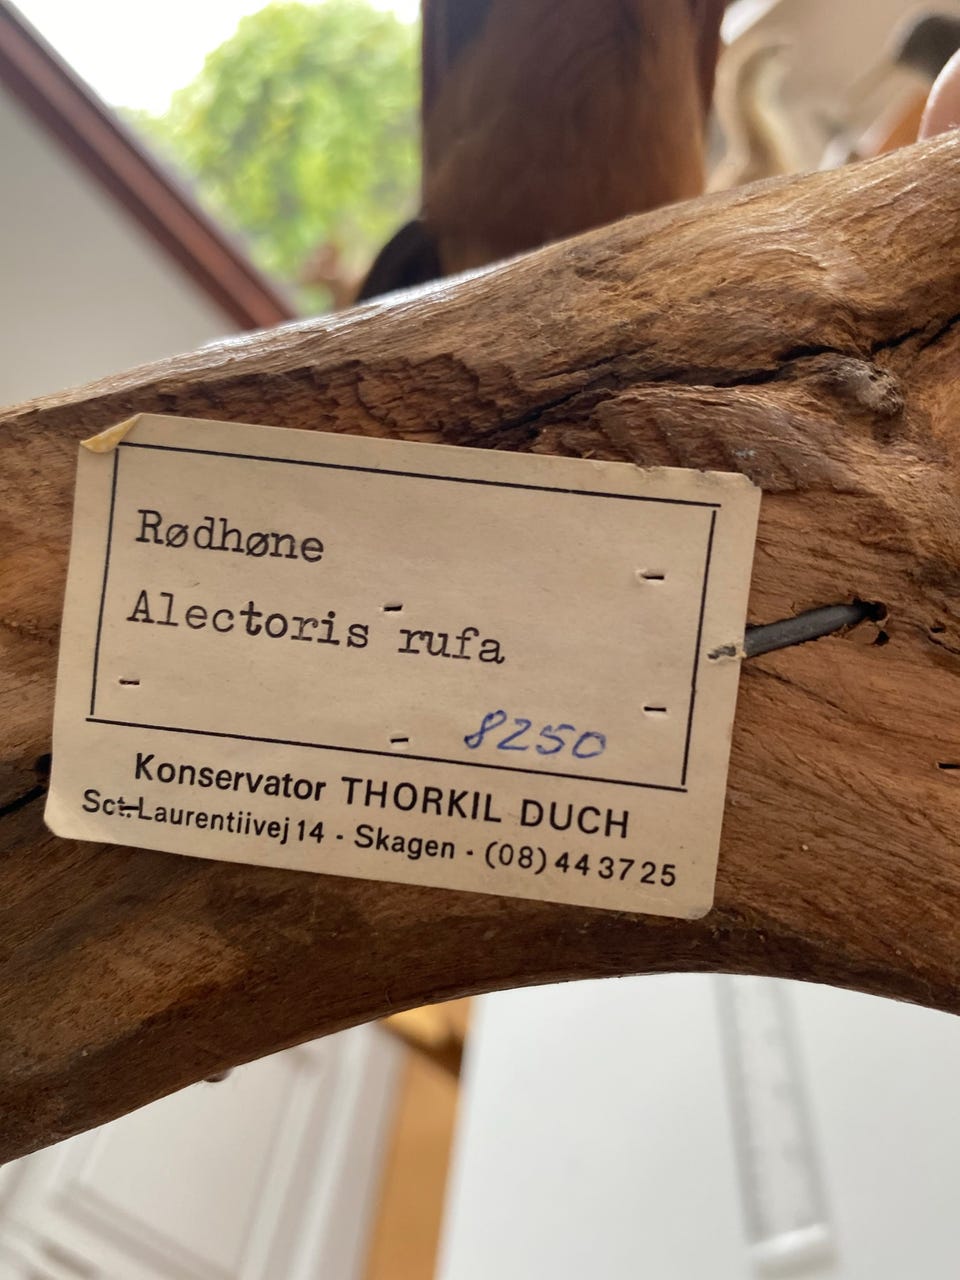 Rødhøne
Alectoris rufa
8250
Konservator THORKIL DUCH
Sct. Laurentiivej 14 - Skagen - (08) 44 37 25